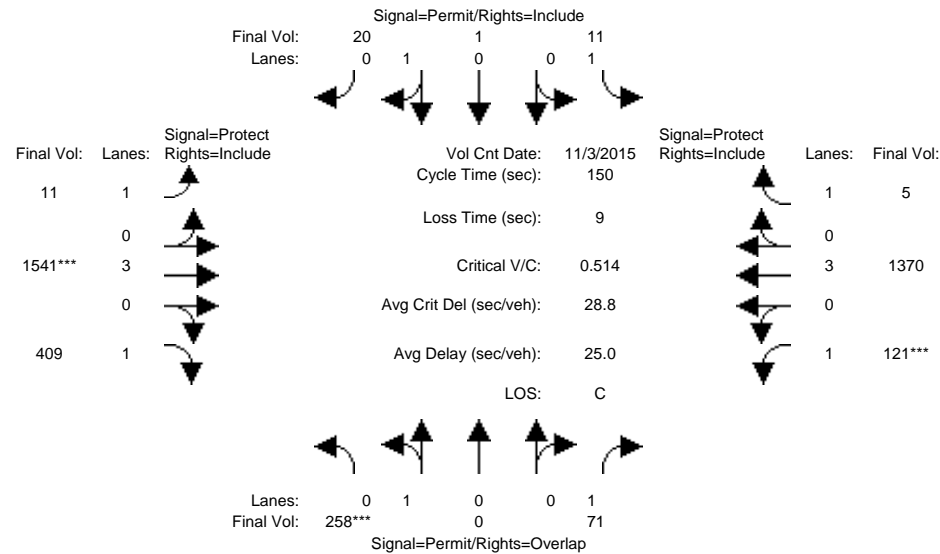 Signal=Permit/Rights=Include
Final Vol: 20 1 11
Lanes: 0 1 0 0 1
Signal=Protect Signal=Protect
Final Vol: Lanes: Rights=Include Vol Cnt Date: 11/3/2015 Rights=Include Lanes: Final Vol:
Cycle Time (sec): 150
11 1 1 5
Loss Time (sec): 9
0 0
1541*** 3 Critical V/C: 0.514 3 1370
0 Avg Crit Del (sec/veh): 28.8 0
409 1 Avg Delay (sec/veh): 25.0 1 121***
LOS: C
Lanes: 0 1 0 0 1
Final Vol: 258*** 0 71
Signal=Permit/Rights=Overlap